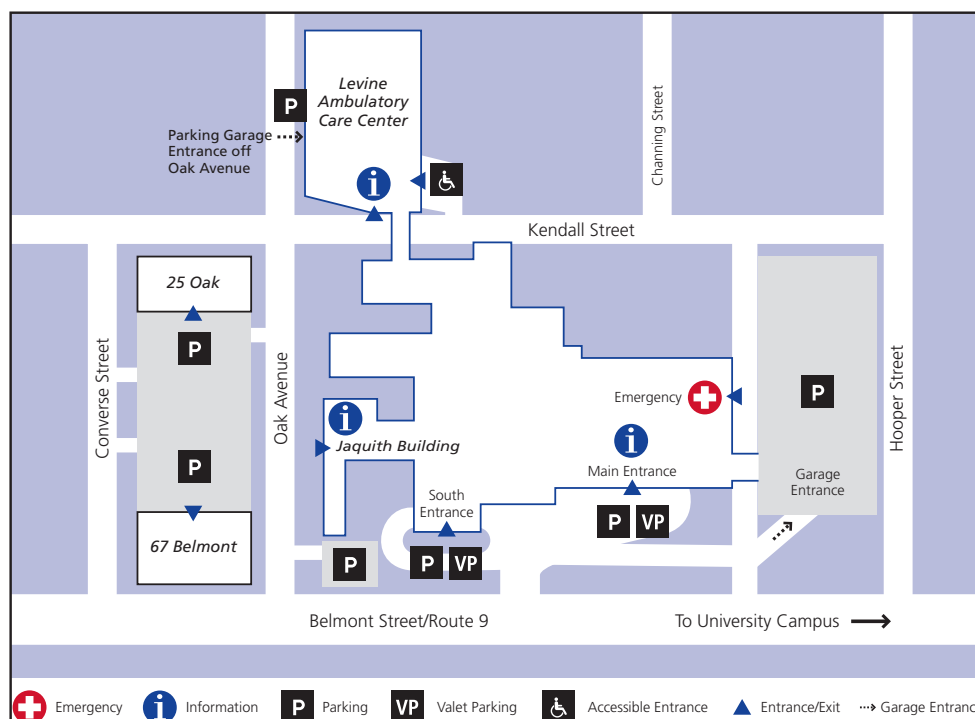 Levine
Ambulatory
Care Center
P
Parking Garage
Entrance off
Oak Avenue
i
Channing Street
Kendall Street
25 Oak
P
Converse Street
Oak Avenue
Hooper Street
Emergency
P
i
Jaquith Building
i
Main Entrance
Garage
Entrance
P
South
Entrance
P VP
67 Belmont
P
P VP
Belmont Street/Route 9
To University Campus
Emergency
i Information
P Parking
VP Valet Parking
Accessible Entrance
Entrance/Exit
Garage Entrance